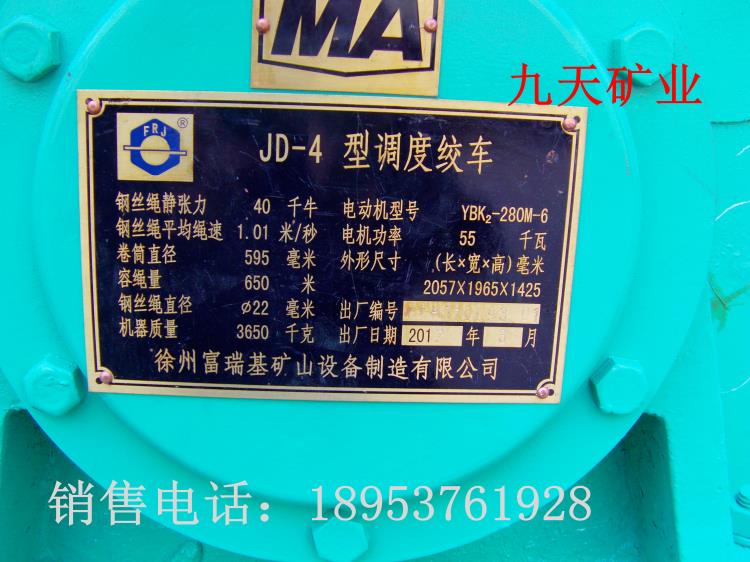 MA
九天矿业
FRJ ®
JD-4 型调度绞车
钢丝绳静张力 40 千牛 电动机型号 YBK₂-280M-6
钢丝绳平均绳速 1.01 米/秒 电机功率 55 千瓦
卷筒直径 595 毫米 外形尺寸 (长×宽×高)毫米
容绳量 650 米 2057X1965X1425
钢丝绳直径 ⌀22 毫米 出厂编号
机器质量 3650 千克 出厂日期 201 年 月
徐州富瑞基矿山设备制造有限公司
销售电话：18953761928